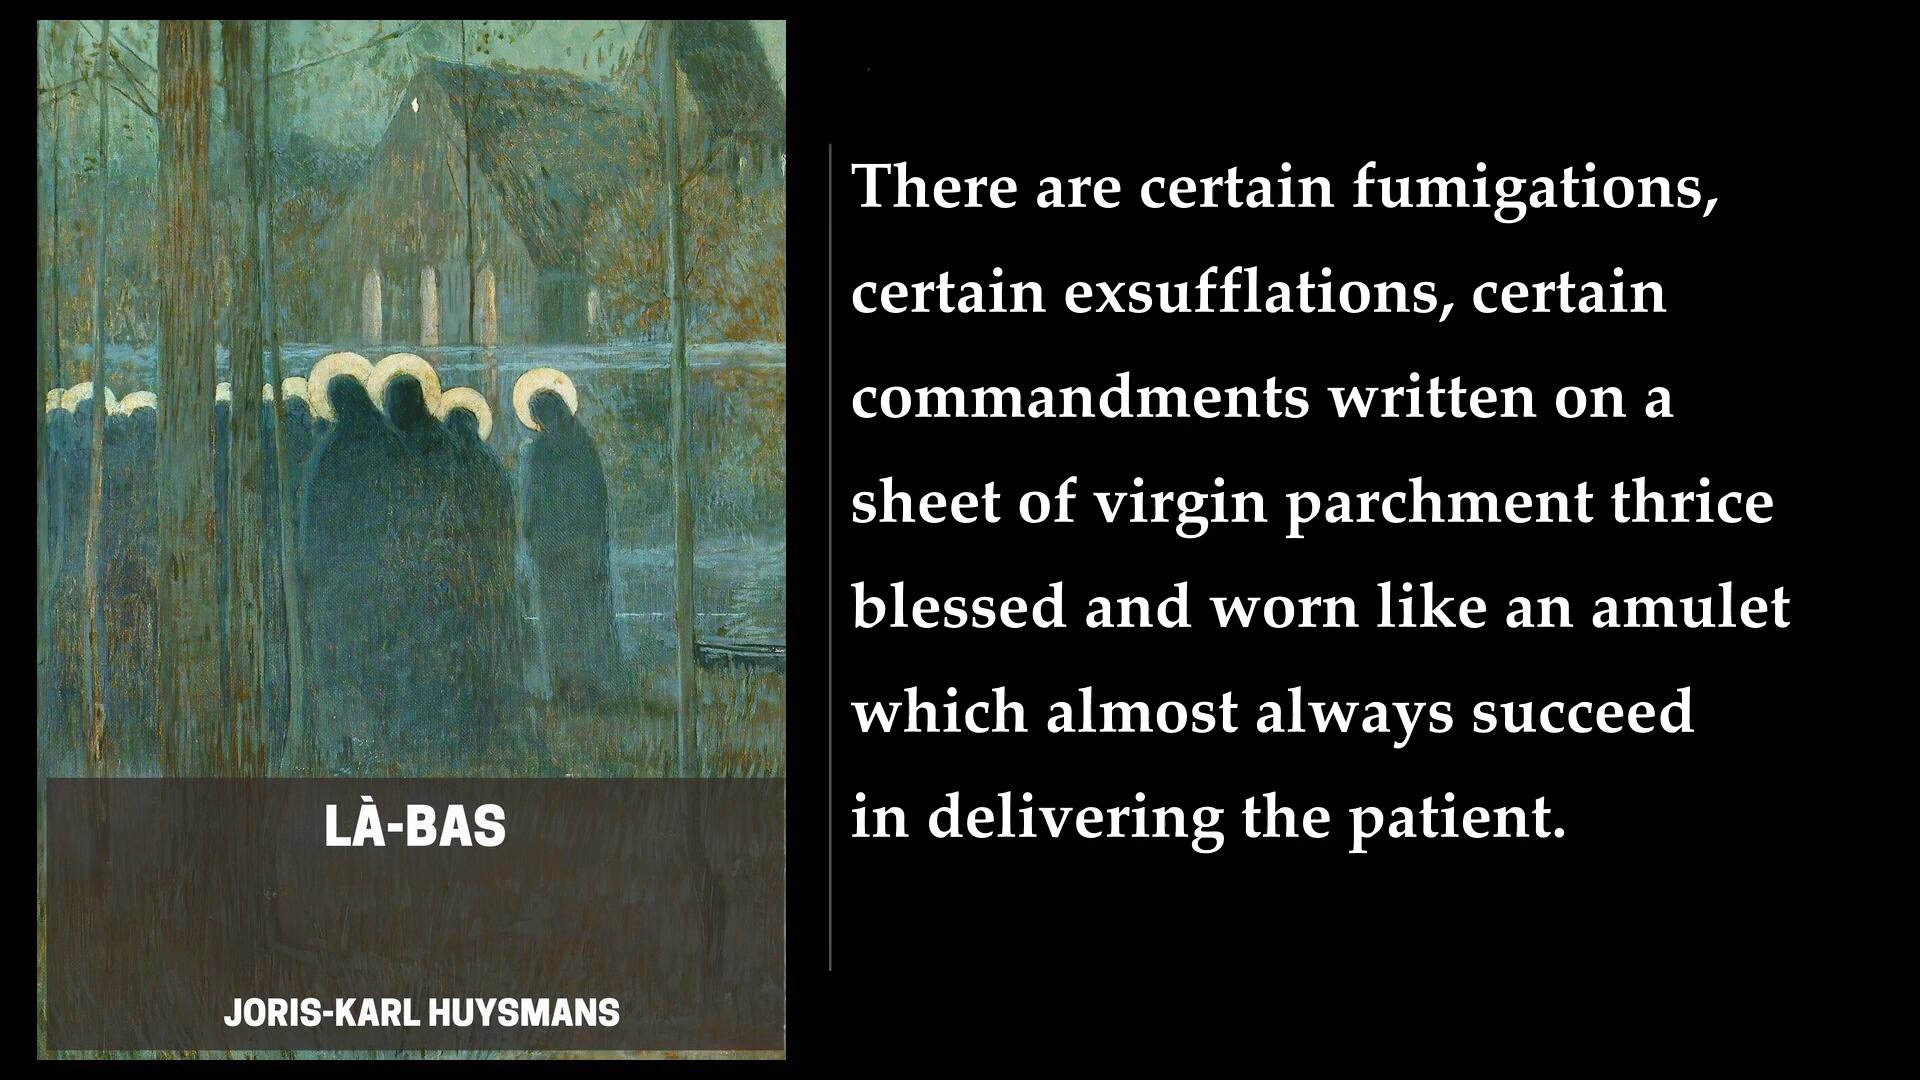 LÀ-BAS
JORIS-KARL HUYSMANS
There are certain fumigations,
certain exsufflations, certain
commandments written on a
sheet of virgin parchment thrice
blessed and worn like an amulet
which almost always succeed
in delivering the patient.